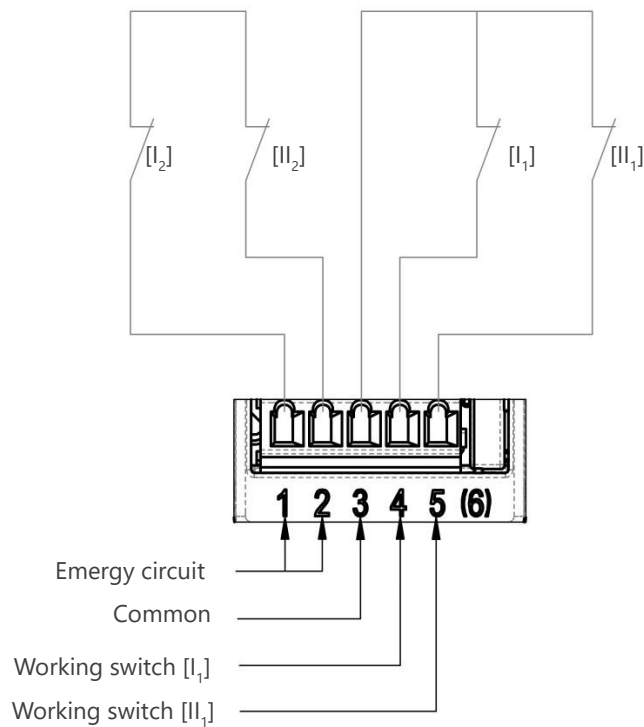 [I₂] [II₂] [I₁] [II₁]
1 2 3 4 5 (6)
Emergy circuit
Common
Working switch [I₁]
Working switch [II₁]